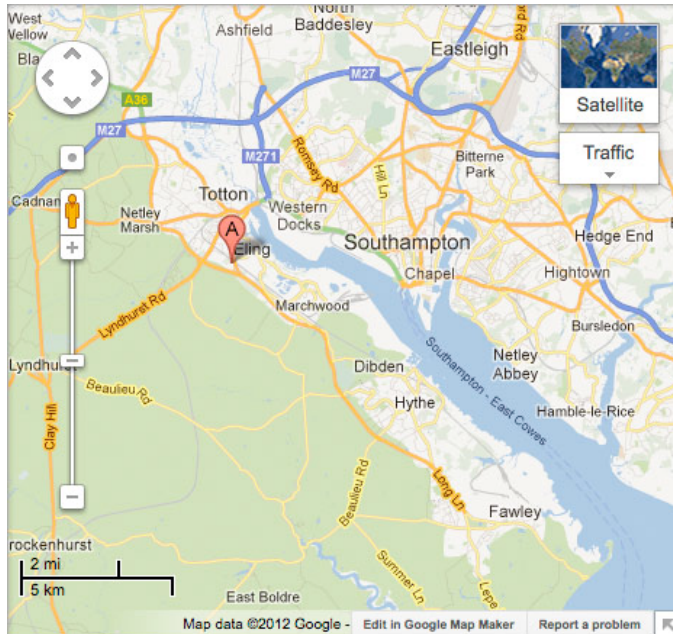 West
Wellow
North
Baddesley
Ashfield
Eastleigh
Bla
A36
M27
M27
M271
Satellite
Traffic
Romsey Rd
Hill Ln
Bitterne
Park
Cadnam
Totton
Netley
Marsh
Western
Docks
Southampton
Hedge End
A
Eling
Chapel
Hightown
Lyndhurst Rd
Marchwood
Bursledon
Southampton - East Cowes
Netley
Abbey
Lyndhurst
Dibden
Beaulieu Rd
Hythe
Hamble-le-Rice
Clay Hill
Long Ln
Beaulieu Rd
Fawley
rockenhurst
2 mi
5 km
Summer Ln
Lepe
East Boldre
Map data ©2012 Google -
Edit in Google Map Maker
Report a problem